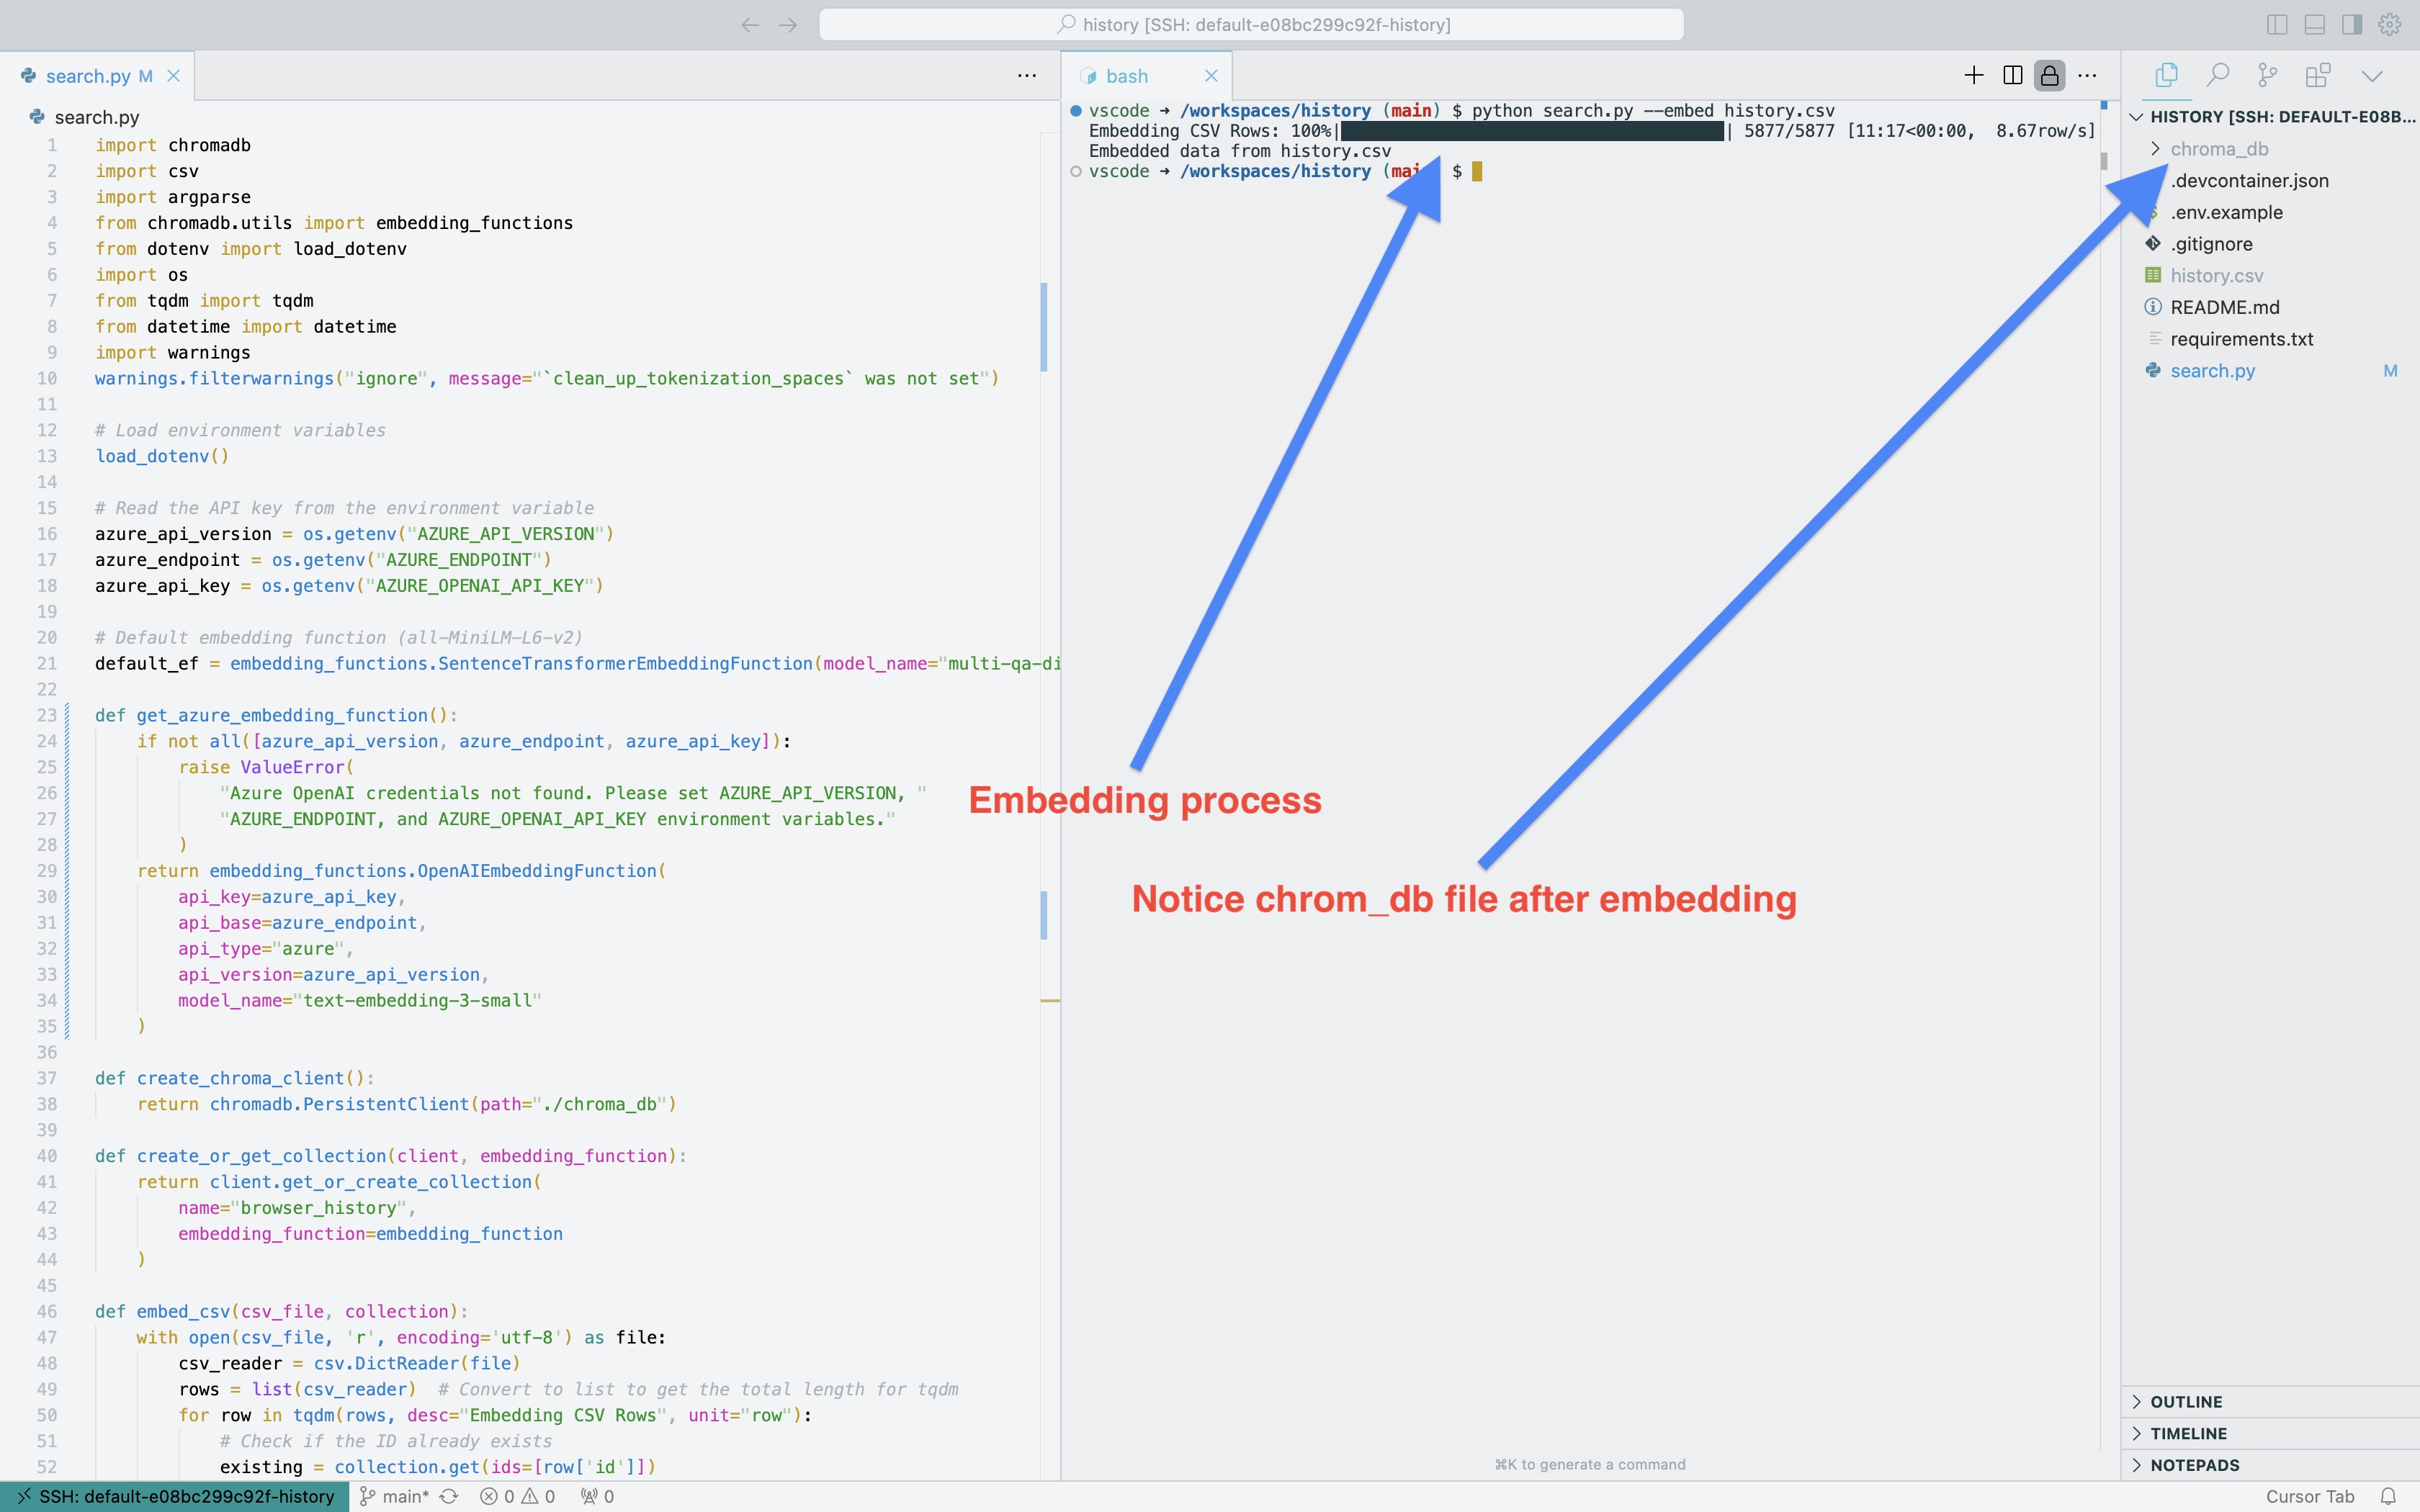 history [SSH: default-e08bc299c92f-history]
search.py M
search.py
1 import chromadb
2 import csv
3 import argparse
4 from chromadb.utils import embedding_functions
5 from dotenv import load_dotenv
6 import os
7 from tqdm import tqdm
8 from datetime import datetime
9 import warnings
10 warnings.filterwarnings("ignore", message="`clean_up_tokenization_spaces` was not set")
11
12 # Load environment variables
13 load_dotenv()
14
15 # Read the API key from the environment variable
16 azure_api_version = os.getenv("AZURE_API_VERSION")
17 azure_endpoint = os.getenv("AZURE_ENDPOINT")
18 azure_api_key = os.getenv("AZURE_OPENAI_API_KEY")
19
20 # Default embedding function (all-MiniLM-L6-v2)
21 default_ef = embedding_functions.SentenceTransformerEmbeddingFunction(model_name="multi-qa-di
22
23 def get_azure_embedding_function():
24 if not all([azure_api_version, azure_endpoint, azure_api_key]):
25 raise ValueError(
26 "Azure OpenAI credentials not found. Please set AZURE_API_VERSION, "
27 "AZURE_ENDPOINT, and AZURE_OPENAI_API_KEY environment variables."
28 )
29 return embedding_functions.OpenAIEmbeddingFunction(
30 api_key=azure_api_key,
31 api_base=azure_endpoint,
32 api_type="azure",
33 api_version=azure_api_version,
34 model_name="text-embedding-3-small"
35 )
36
37 def create_chroma_client():
38 return chromadb.PersistentClient(path="./chroma_db")
39
40 def create_or_get_collection(client, embedding_function):
41 return client.get_or_create_collection(
42 name="browser_history",
43 embedding_function=embedding_function
44 )
45
46 def embed_csv(csv_file, collection):
47 with open(csv_file, 'r', encoding='utf-8') as file:
48 csv_reader = csv.DictReader(file)
49 rows = list(csv_reader)  # Convert to list to get the total length for tqdm
50 for row in tqdm(rows, desc="Embedding CSV Rows", unit="row"):
51 # Check if the ID already exists
52 existing = collection.get(ids=[row['id']])
bash
vscode → /workspaces/history (main) $ python search.py --embed history.csv
Embedding CSV Rows: 100%| | 5877/5877 [11:17<00:00, 8.67row/s]
Embedded data from history.csv
vscode → /workspaces/history (mai $
Embedding process
Notice chrom_db file after embedding
⌘K to generate a command
HISTORY [SSH: DEFAULT-E08B...
chroma_db
.devcontainer.json
.env.example
.gitignore
history.csv
README.md
requirements.txt
search.py M
OUTLINE
TIMELINE
NOTEPADS
SSH: default-e08bc299c92f-history main* 0 0 0 Cursor Tab